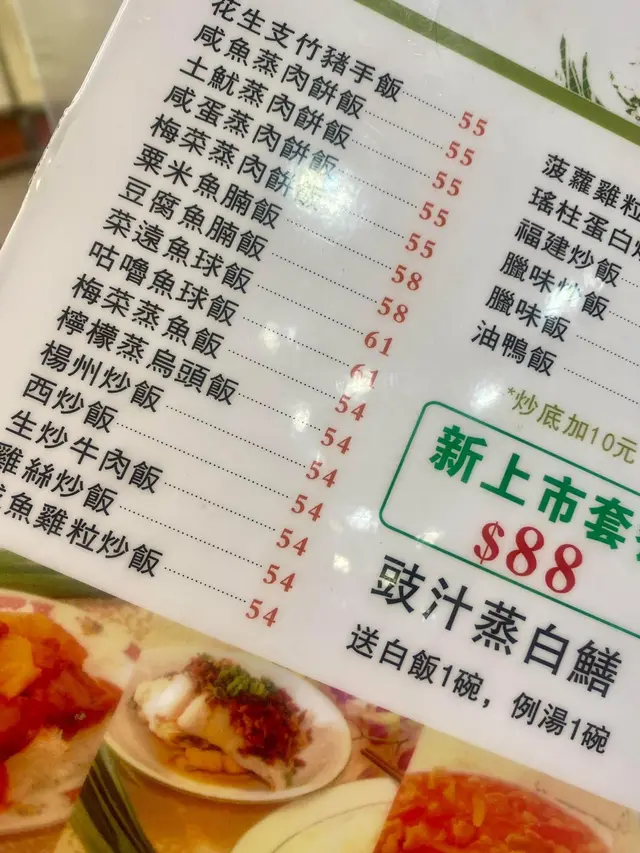 花生支竹豬手飯 55
咸魚蒸肉餅飯 55
土魷蒸肉餅飯 55
咸蛋蒸肉餅飯 55
梅菜蒸肉餅 55
粟米魚腩飯 58
豆腐魚腩飯 58
菜遠魚球飯 61
咕嚕魚球飯 61
梅菜蒸魚飯 54
檸檬蒸烏頭飯 54
楊州炒飯 54
西炒飯 54
生炒牛肉飯 54
雞絲炒飯 54
魚雞粒炒飯 54
菠蘿雞粒
瑤柱蛋白
福建炒飯
臘味炒飯
臘味飯
油鴨飯
*炒底加10元
新上市套
$88
豉汁蒸白鱔
送白飯1碗，例湯1碗